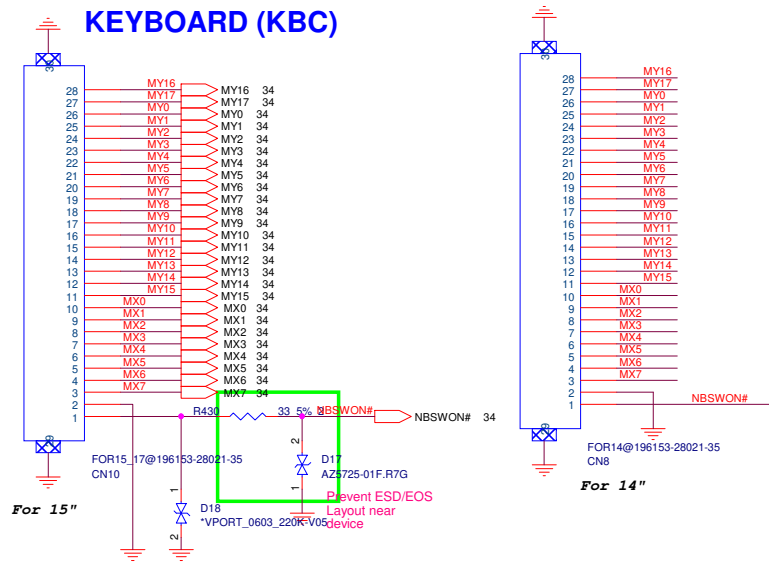 KEYBOARD (KBC)
30
28 MY16 MY16 34
27 MY17 MY17 34
26 MY0 MY0 34
25 MY1 MY1 34
24 MY2 MY2 34
23 MY3 MY3 34
22 MY4 MY4 34
21 MY5 MY5 34
20 MY6 MY6 34
19 MY7 MY7 34
18 MY8 MY8 34
17 MY9 MY9 34
16 MY10 MY10 34
15 MY11 MY11 34
14 MY12 MY12 34
13 MY13 MY13 34
12 MY14 MY14 34
11 MY15 MY15 34
10 MX0 MX0 34
9 MX1 MX1 34
8 MX2 MX2 34
7 MX3 MX3 34
6 MX4 MX4 34
5 MX5 MX5 34
4 MX6 MX6 34
3 MX7 MX7 34
2
1 R430 33 5% 2 NBSWON# NBSWON# 34
29
FOR15_17@196153-28021-35
CN10
For 15"
2
1
D17
AZ5725-01F.R7G
1
2
D18
*VPORT_0603_220K-V05
Prevent ESD/EOS
Layout near
device
30
28 MY16
27 MY17
26 MY0
25 MY1
24 MY2
23 MY3
22 MY4
21 MY5
20 MY6
19 MY7
18 MY8
17 MY9
16 MY10
15 MY11
14 MY12
13 MY13
12 MY14
11 MY15
10 MX0
9 MX1
8 MX2
7 MX3
6 MX4
5 MX5
4 MX6
3 MX7
2
1 NBSWON#
29
FOR14@196153-28021-35
CN8
For 14"